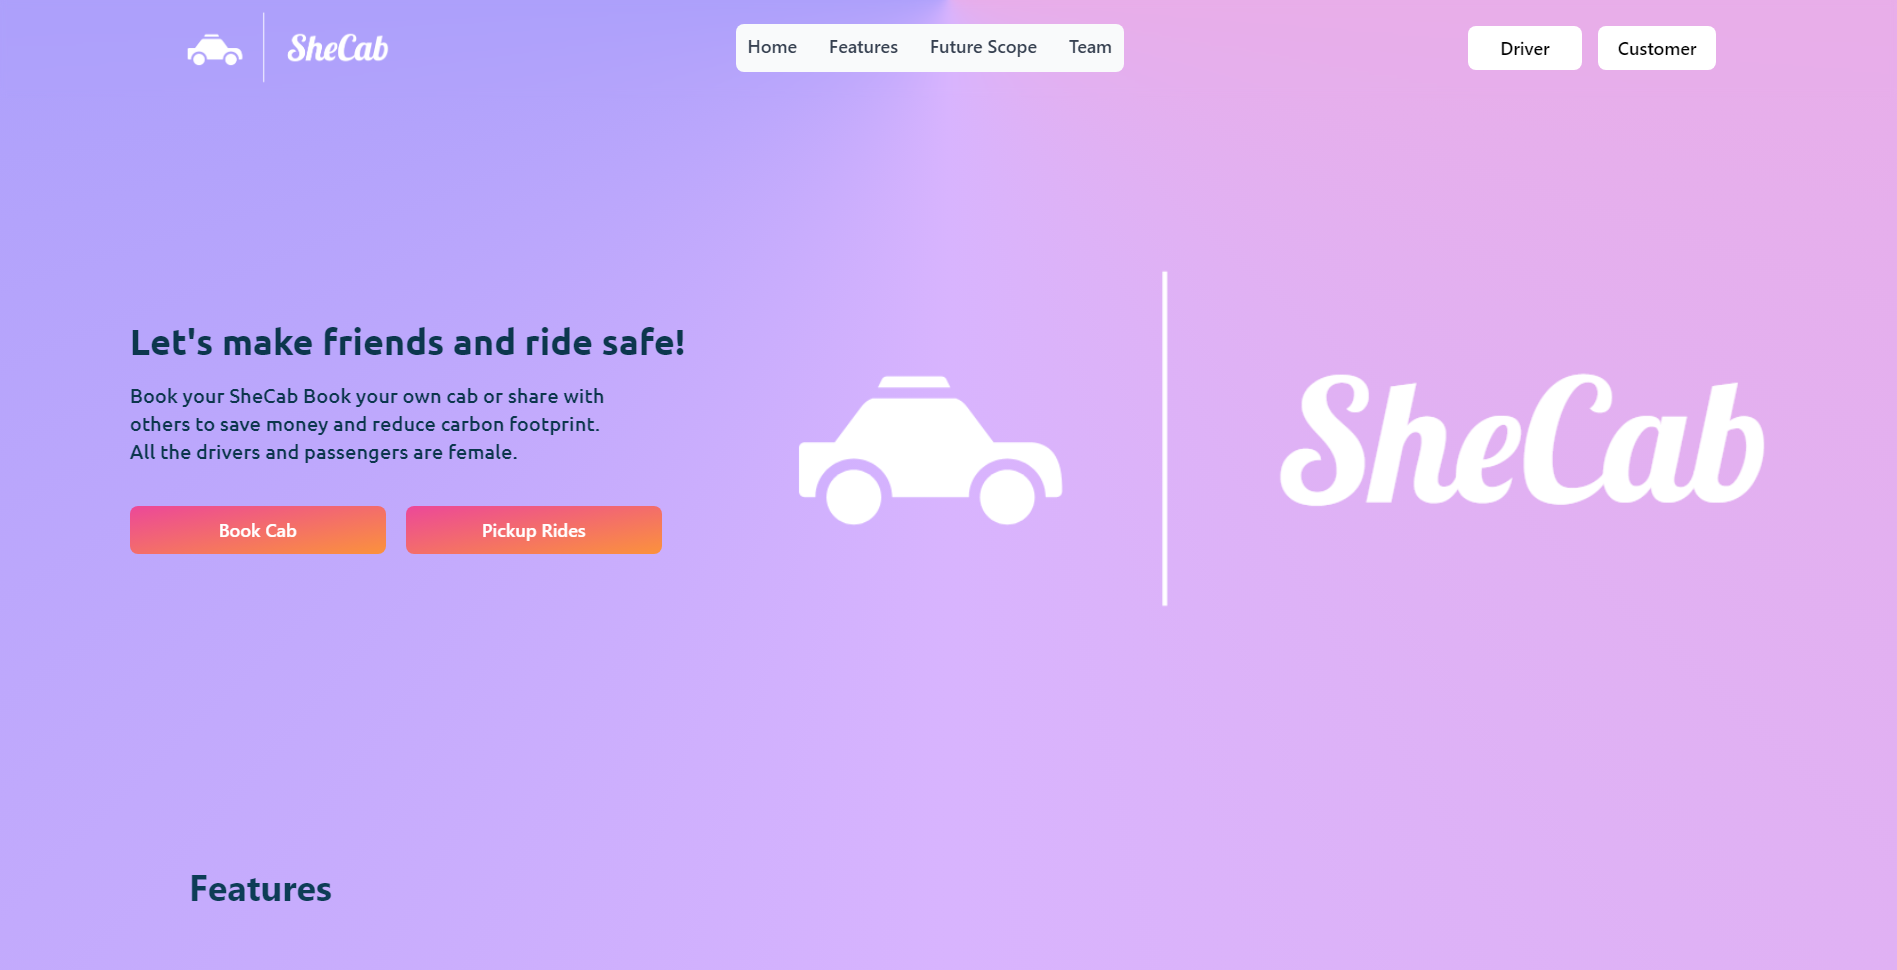 SheCab
Home Features Future Scope Team
Driver Customer
Let's make friends and ride safe!
Book your SheCab Book your own cab or share with
others to save money and reduce carbon footprint.
All the drivers and passengers are female.
Book Cab Pickup Rides
SheCab
Features